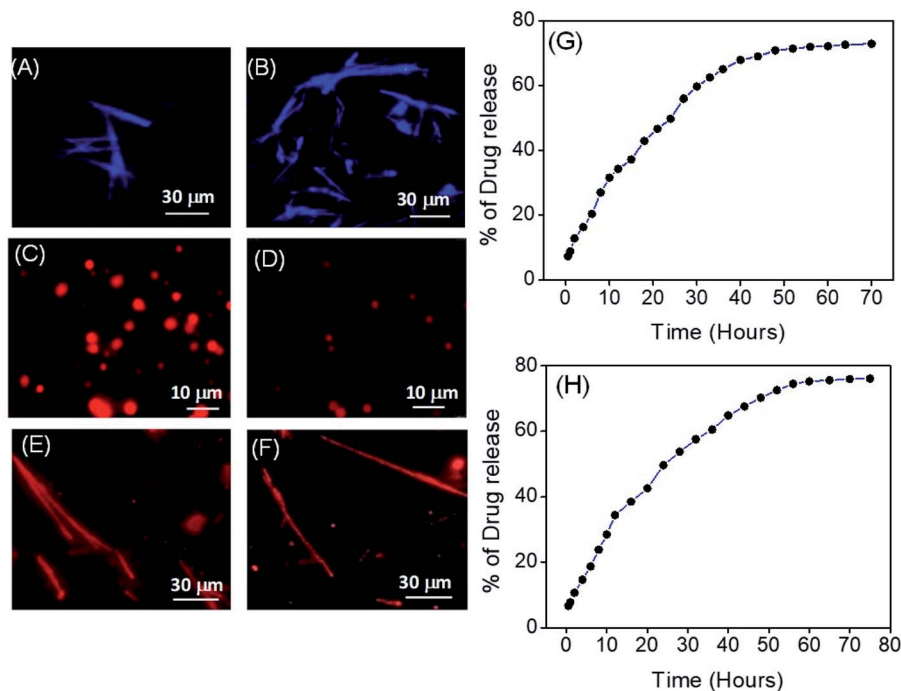 (A)
30 μm
(B)
30 μm
(C)
10 μm
(D)
10 μm
(E)
30 μm
(F)
30 μm
(G)
80
60
40
20
0
% of Drug release
0 10 20 30 40 50 60 70
Time (Hours)
(H)
80
60
40
20
0
% of Drug release
0 10 20 30 40 50 60 70 80
Time (Hours)